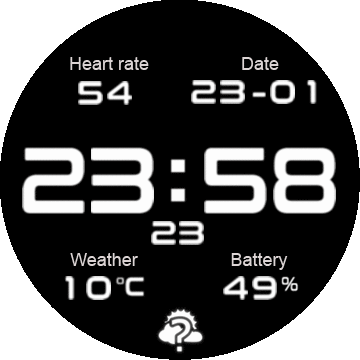 Heart rate Date
54 23-01
23:58
23
Weather Battery
10°C 49%
?